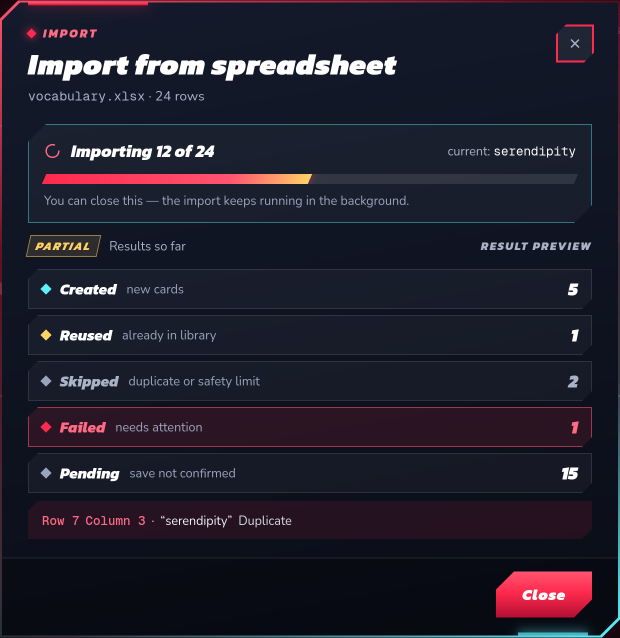 IMPORT
Import from spreadsheet
vocabulary.xlsx · 24 rows
Importing 12 of 24
current: serendipity
You can close this — the import keeps running in the background.
PARTIAL Results so far
RESULT PREVIEW
Created new cards 5
Reused already in library 1
Skipped duplicate or safety limit 2
Failed needs attention 1
Pending save not confirmed 15
Row 7 Column 3 · “serendipity” Duplicate
Close